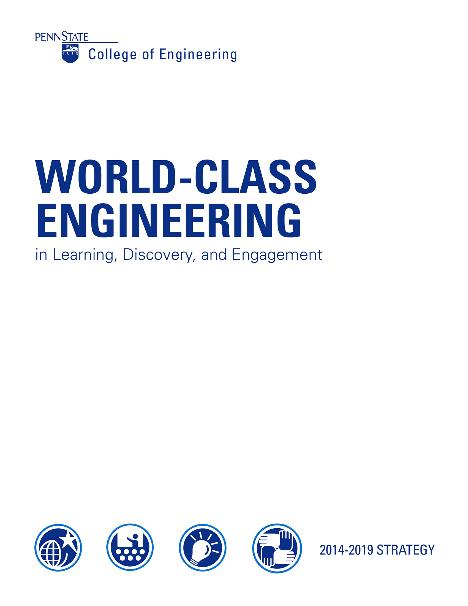 PENNSTATE
College of Engineering
WORLD-CLASS
ENGINEERING
in Learning, Discovery, and Engagement
2014-2019 STRATEGY